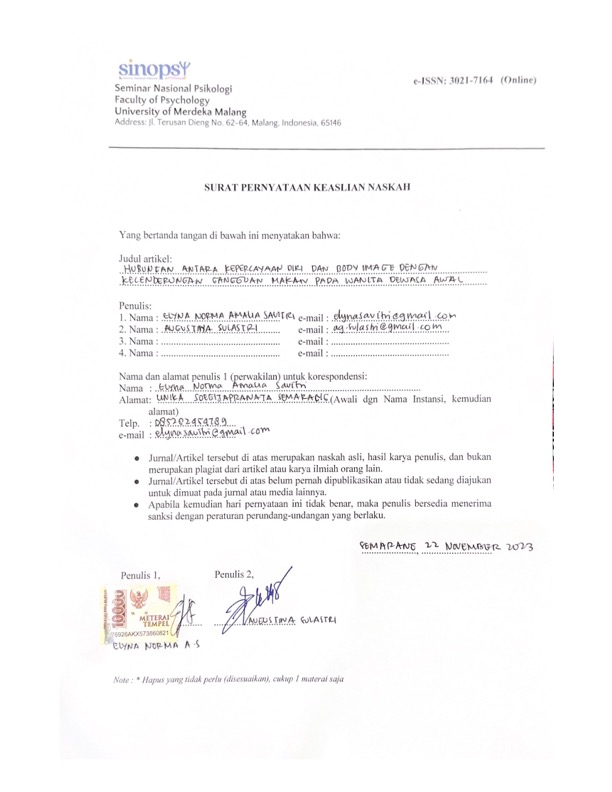 sinopsy
e-ISSN: 3021-7164 (Online)
Seminar Nasional Psikologi
Faculty of Psychology
University of Merdeka Malang
Address: Jl. Terusan Dieng No. 62-64, Malang, Indonesia, 65146
SURAT PERNYATAAN KEASLIAN NASKAH
Yang bertanda tangan di bawah ini menyatakan bahwa:
Judul artikel:
HUBUNGAN ANTARA KEPERCAYAAN DIRI DAN BODY IMAGE DENGAN
KECENDERUNGAN GANGGUAN MAKAN PADA WANITA DEWASA AWAL
Penulis:
1. Nama : ELYNA NORMA AMALIA SAVITRI e-mail : elynasavitri@gmail.com
2. Nama : AUGUSTINA SULASTRI e-mail : ag.sulastri@gmail.com
3. Nama : e-mail :
4. Nama : e-mail :
Nama dan alamat penulis 1 (perwakilan) untuk korespondensi:
Nama : Elyna Norma Amalia Savitri
Alamat: UNIKA SOEGIJAPRANATA SEMARANG (Awali dgn Nama Instansi, kemudian
alamat)
Telp. :
e-mail : elynasavitri@gmail.com
● Jurnal/Artikel tersebut di atas merupakan naskah asli, hasil karya penulis, dan bukan
merupakan plagiat dari artikel atau karya ilmiah orang lain.
● Jurnal/Artikel tersebut di atas belum pernah dipublikasikan atau tidak sedang diajukan
untuk dimuat pada jurnal atau media lainnya.
● Apabila kemudian hari pernyataan ini tidak benar, maka penulis bersedia menerima
sanksi dengan peraturan perundang-undangan yang berlaku.
SEMARANG, 22 NOVEMBER 2023
Penulis 1, Penulis 2,
10000
METERAI
TEMPEL
AUGUSTINA SULASTRI
ELYNA NORMA A.S
Note : * Hapus yang tidak perlu (disesuaikan), cukup 1 materai saja